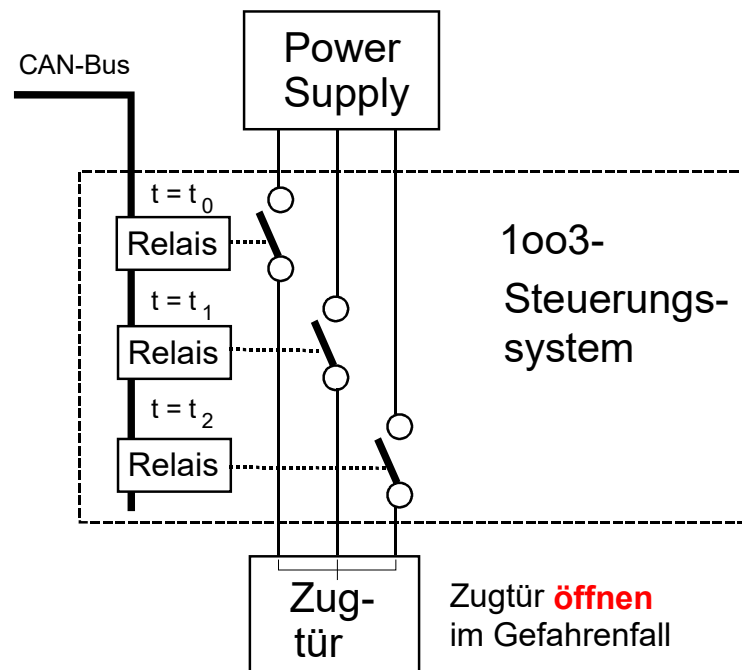 Power
Supply
CAN-Bus
t = t0
Relais
t = t1
Relais
t = t2
Relais
1oo3-
Steuerungs-
system
Zug-
tür
Zugtür öffnen
im Gefahrenfall